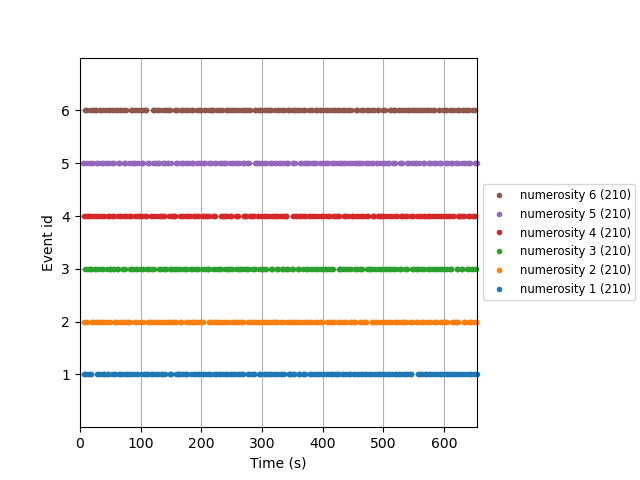 6
5
4
3
2
1
Event id
0 100 200 300 400 500 600
Time (s)
numerosity 6 (210)
numerosity 5 (210)
numerosity 4 (210)
numerosity 3 (210)
numerosity 2 (210)
numerosity 1 (210)